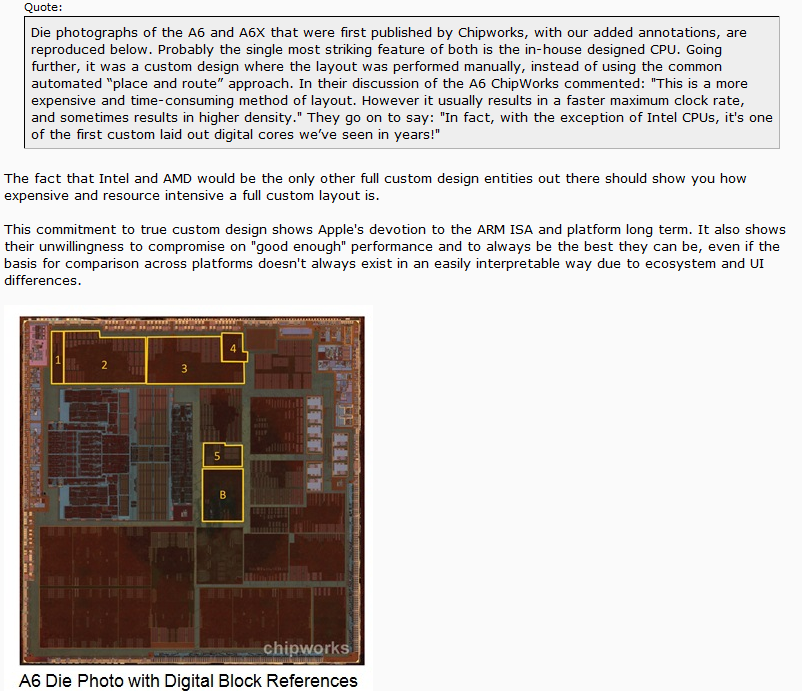 Quote:
Die photographs of the A6 and A6X that were first published by Chipworks, with our added annotations, are
reproduced below. Probably the single most striking feature of both is the in-house designed CPU. Going
further, it was a custom design where the layout was performed manually, instead of using the common
automated “place and route” approach. In their discussion of the A6 ChipWorks commented: "This is a more
expensive and time-consuming method of layout. However it usually results in a faster maximum clock rate,
and sometimes results in higher density." They go on to say: "In fact, with the exception of Intel CPUs, it's one
of the first custom laid out digital cores we’ve seen in years!"
The fact that Intel and AMD would be the only other full custom design entities out there should show you how
expensive and resource intensive a full custom layout is.
This commitment to true custom design shows Apple's devotion to the ARM ISA and platform long term. It also shows
their unwillingness to compromise on "good enough" performance and to always be the best they can be, even if the
basis for comparison across platforms doesn't always exist in an easily interpretable way due to ecosystem and UI
differences.
1
2
3
4
5
B
chipworks
A6 Die Photo with Digital Block References